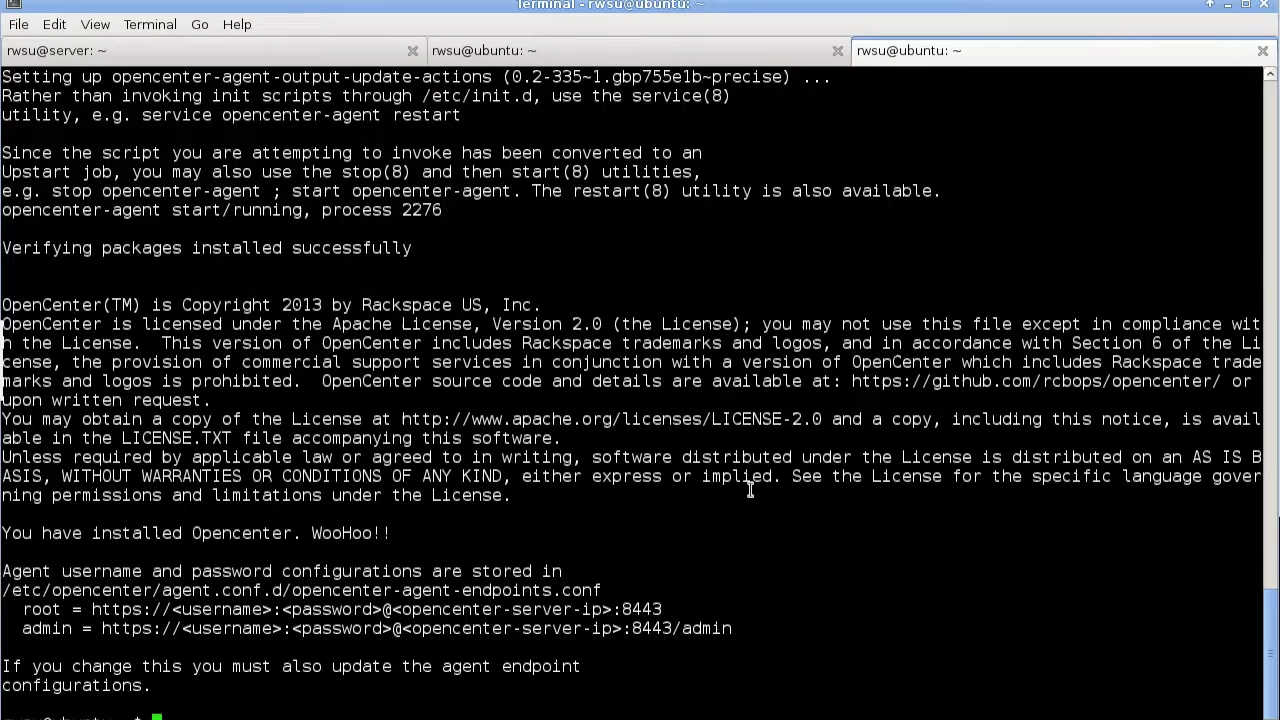 Terminal - rwsu@ubuntu: ~
File Edit View Terminal Go Help
rwsu@server: ~ rwsu@ubuntu: ~ rwsu@ubuntu: ~
Setting up opencenter-agent-output-update-actions (0.2-335~1.gbp755e1b~precise) ...
Rather than invoking init scripts through /etc/init.d, use the service(8)
utility, e.g. service opencenter-agent restart
Since the script you are attempting to invoke has been converted to an
Upstart job, you may also use the stop(8) and then start(8) utilities,
e.g. stop opencenter-agent ; start opencenter-agent. The restart(8) utility is also available.
opencenter-agent start/running, process 2276
Verifying packages installed successfully
OpenCenter(TM) is Copyright 2013 by Rackspace US, Inc.
OpenCenter is licensed under the Apache License, Version 2.0 (the License); you may not use this file except in compliance wit
h the License.  This version of OpenCenter includes Rackspace trademarks and logos, and in accordance with Section 6 of the Li
cense, the provision of commercial support services in conjunction with a version of OpenCenter which includes Rackspace trade
marks and logos is prohibited.  OpenCenter source code and details are available at: https://github.com/rcbops/opencenter/ or
upon written request.
You may obtain a copy of the License at http://www.apache.org/licenses/LICENSE-2.0 and a copy, including this notice, is avail
able in the LICENSE.TXT file accompanying this software.
Unless required by applicable law or agreed to in writing, software distributed under the License is distributed on an AS IS B
ASIS, WITHOUT WARRANTIES OR CONDITIONS OF ANY KIND, either express or implied. See the License for the specific language gover
ning permissions and limitations under the License.
You have installed Opencenter. WooHoo!!
Agent username and password configurations are stored in
/etc/opencenter/agent.conf.d/opencenter-agent-endpoints.conf
  root = https://<username>:<password>@<opencenter-server-ip>:8443
  admin = https://<username>:<password>@<opencenter-server-ip>:8443/admin
If you change this you must also update the agent endpoint
configurations.